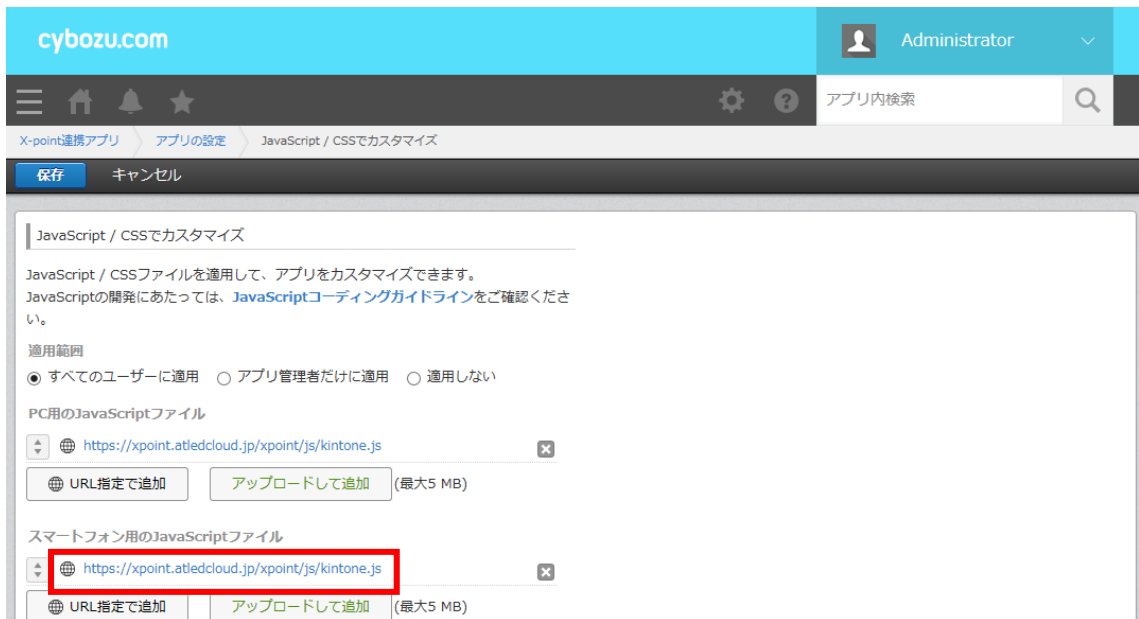 cybozu.com
Administrator
アプリ内検索
X-point連携アプリ アプリの設定 JavaScript / CSSでカスタマイズ
保存 キャンセル
JavaScript / CSSでカスタマイズ
JavaScript / CSSファイルを適用して、アプリをカスタマイズできます。
JavaScriptの開発にあたっては、JavaScriptコーディングガイドラインをご確認くださ
い。
適用範囲
すべてのユーザーに適用 アプリ管理者だけに適用 適用しない
PC用のJavaScriptファイル
https://xpoint.atledcloud.jp/xpoint/js/kintone.js
URL指定で追加 アップロードして追加 (最大5 MB)
スマートフォン用のJavaScriptファイル
https://xpoint.atledcloud.jp/xpoint/js/kintone.js
URL指定で追加 アップロードして追加 (最大5 MB)